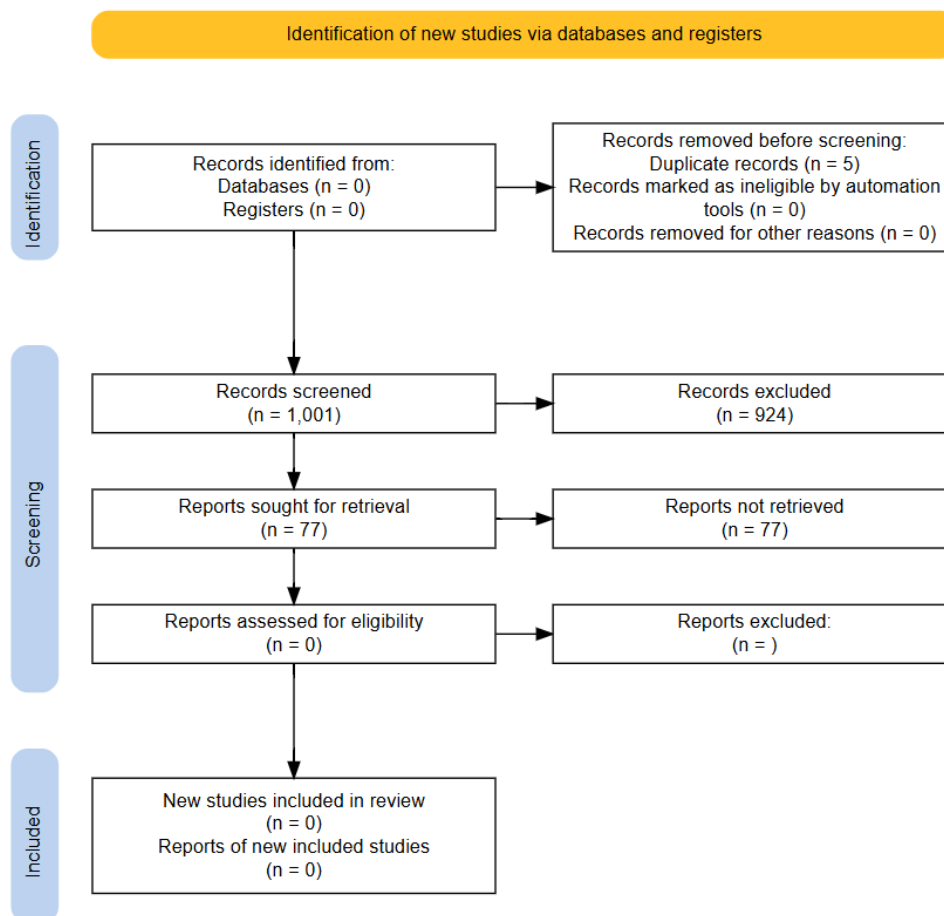 Identification of new studies via databases and registers
Identification
Records identified from:
Databases (n = 0)
Registers (n = 0)
Records removed before screening:
Duplicate records (n = 5)
Records marked as ineligible by automation
tools (n = 0)
Records removed for other reasons (n = 0)
Screening
Records screened
(n = 1,001)
Records excluded
(n = 924)
Reports sought for retrieval
(n = 77)
Reports not retrieved
(n = 77)
Reports assessed for eligibility
(n = 0)
Reports excluded:
(n = )
Included
New studies included in review
(n = 0)
Reports of new included studies
(n = 0)